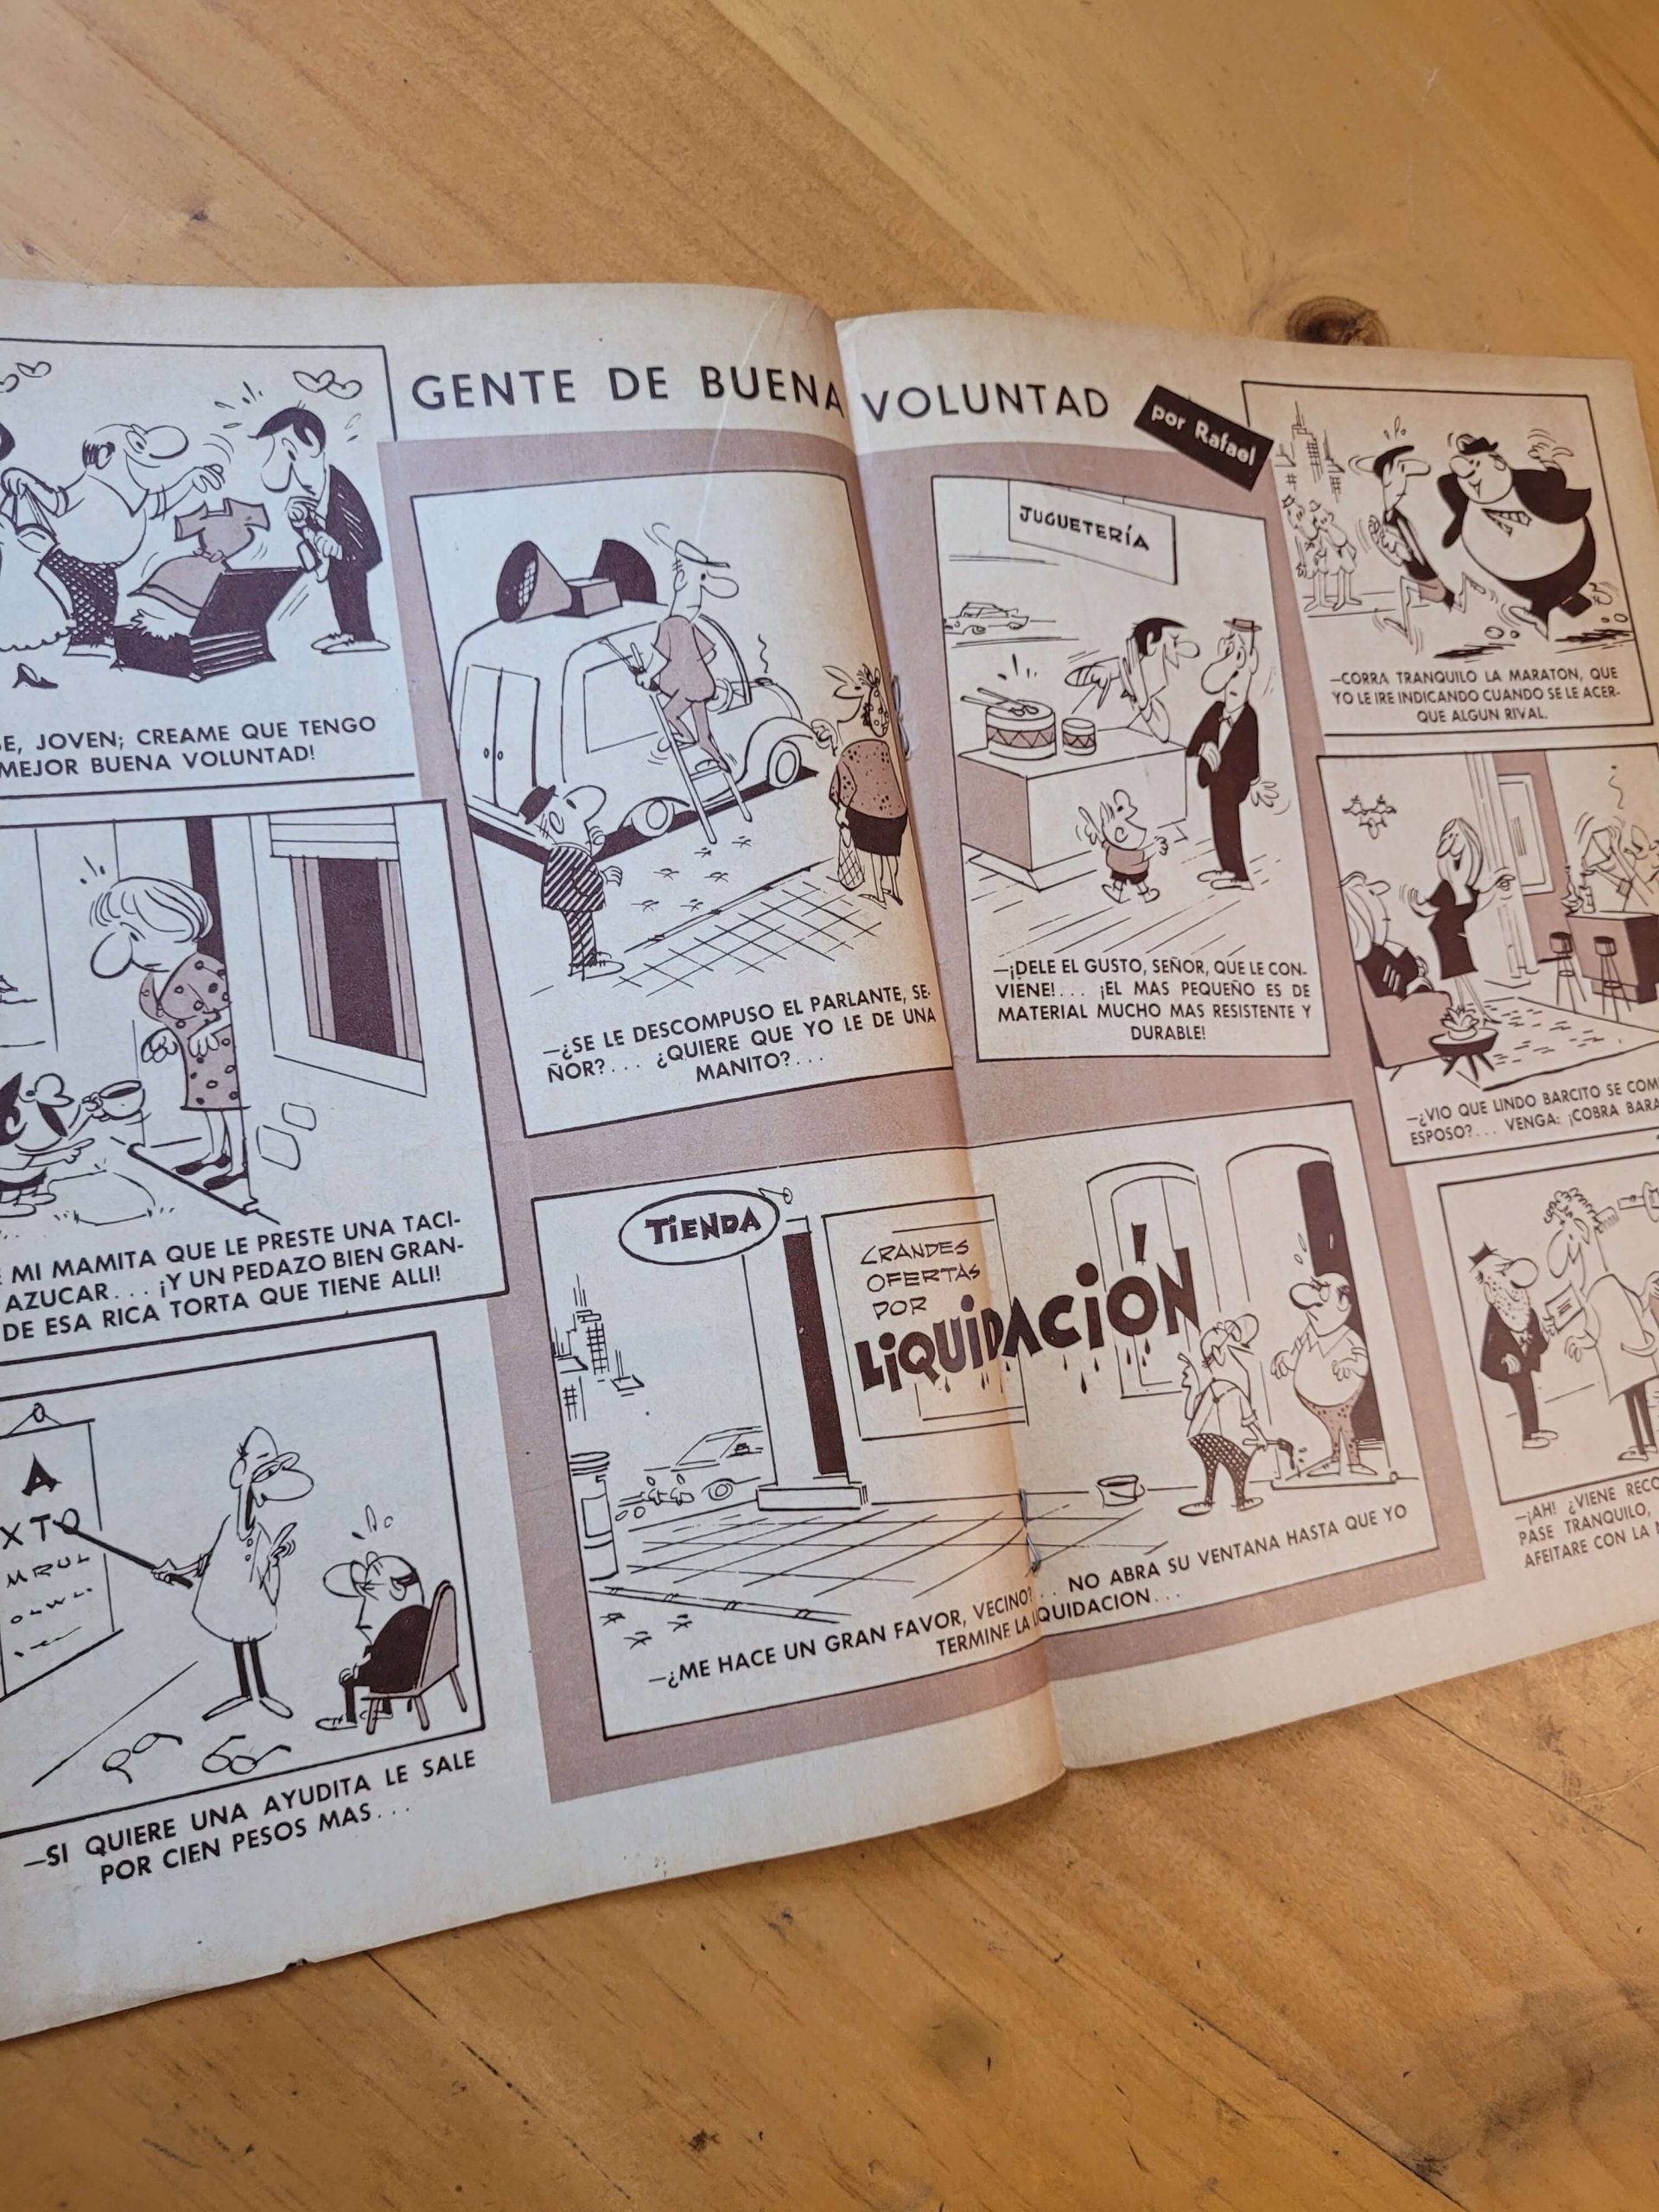 GENTE DE BUENA VOLUNTAD
por Rafael
JOVEN; CREAME QUE TENGO
MEJOR BUENA VOLUNTAD!
MI MAMITA QUE LE PRESTE UNA TACI-
AZUCAR... ¡Y UN PEDAZO BIEN GRAN-
DE ESA RICA TORTA QUE TIENE ALLI!
A
XTO
MRUL
—SI QUIERE UNA AYUDITA LE SALE
POR CIEN PESOS MAS...
—¿SE LE DESCOMPUSO EL PARLANTE, SE-
ÑOR?... ¿QUIERE QUE YO LE DE UNA
MANITO?...
JUGUETERÍA
—¡DELE EL GUSTO, SEÑOR, QUE LE CON-
VIENE!... ¡EL MAS PEQUEÑO ES DE
MATERIAL MUCHO MAS RESISTENTE Y
DURABLE!
TIENDA
GRANDES
OFERTAS
POR
LIQUIDACIÓN
—¿ME HACE UN GRAN FAVOR, VECINO?... NO ABRA SU VENTANA HASTA QUE YO
TERMINE LA LIQUIDACION...
—CORRA TRANQUILO LA MARATON, QUE
YO LE IRE INDICANDO CUANDO SE LE ACER-
QUE ALGUN RIVAL.
—¿VIO QUE LINDO BARCITO SE
ESPOSO?... VENGA: ¡COBRA
—¡AH! ¿VIENE
PASE TRANQUILO,
AFEITARE CON LA